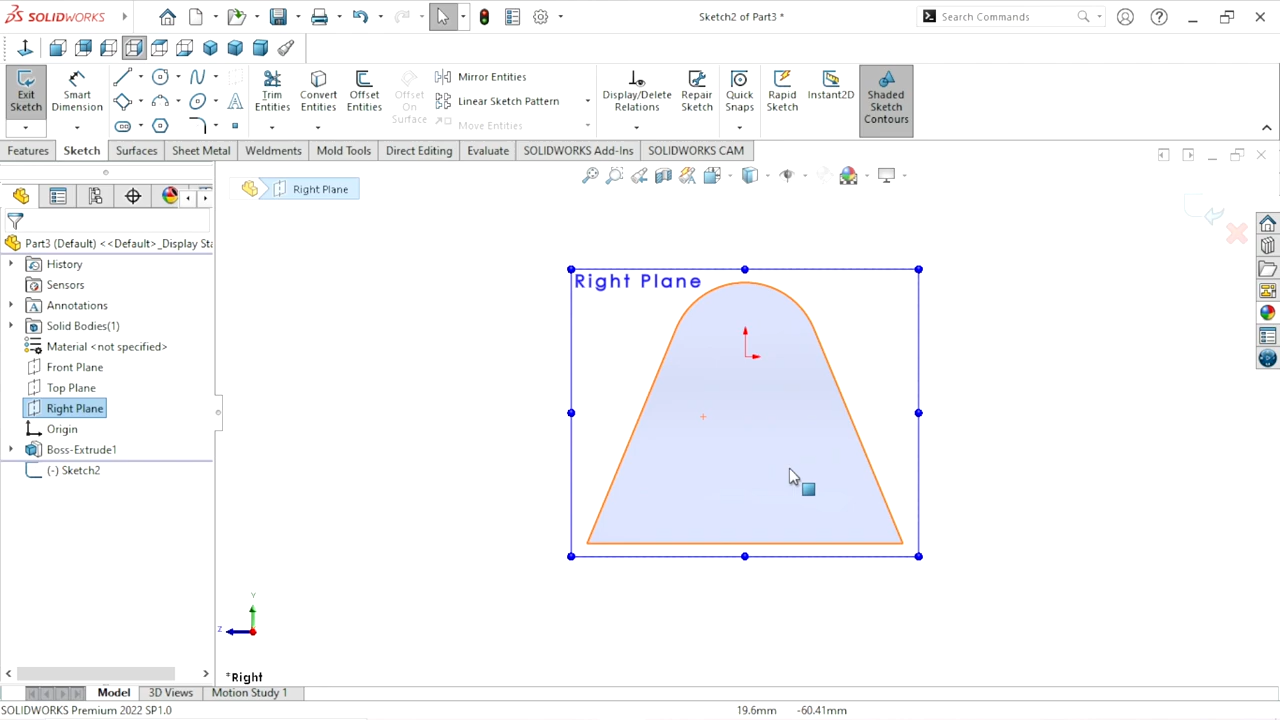 SOLIDWORKS
Sketch2 of Part3 *
Search Commands
Exit Sketch
Smart Dimension
Trim Entities
Convert Entities
Offset Entities
Offset On Surface
Mirror Entities
Linear Sketch Pattern
Move Entities
Display/Delete Relations
Repair Sketch
Quick Snaps
Rapid Sketch
Instant2D
Shaded Sketch Contours
Features
Sketch
Surfaces
Sheet Metal
Weldments
Mold Tools
Direct Editing
Evaluate
SOLIDWORKS Add-Ins
SOLIDWORKS CAM
Right Plane
Part3 (Default) <<Default>_Display Sta
History
Sensors
Annotations
Solid Bodies(1)
Material <not specified>
Front Plane
Top Plane
Right Plane
Origin
Boss-Extrude1
(-) Sketch2
Right Plane
Y
Z
*Right
Model
3D Views
Motion Study 1
SOLIDWORKS Premium 2022 SP1.0
19.6mm
-60.41mm